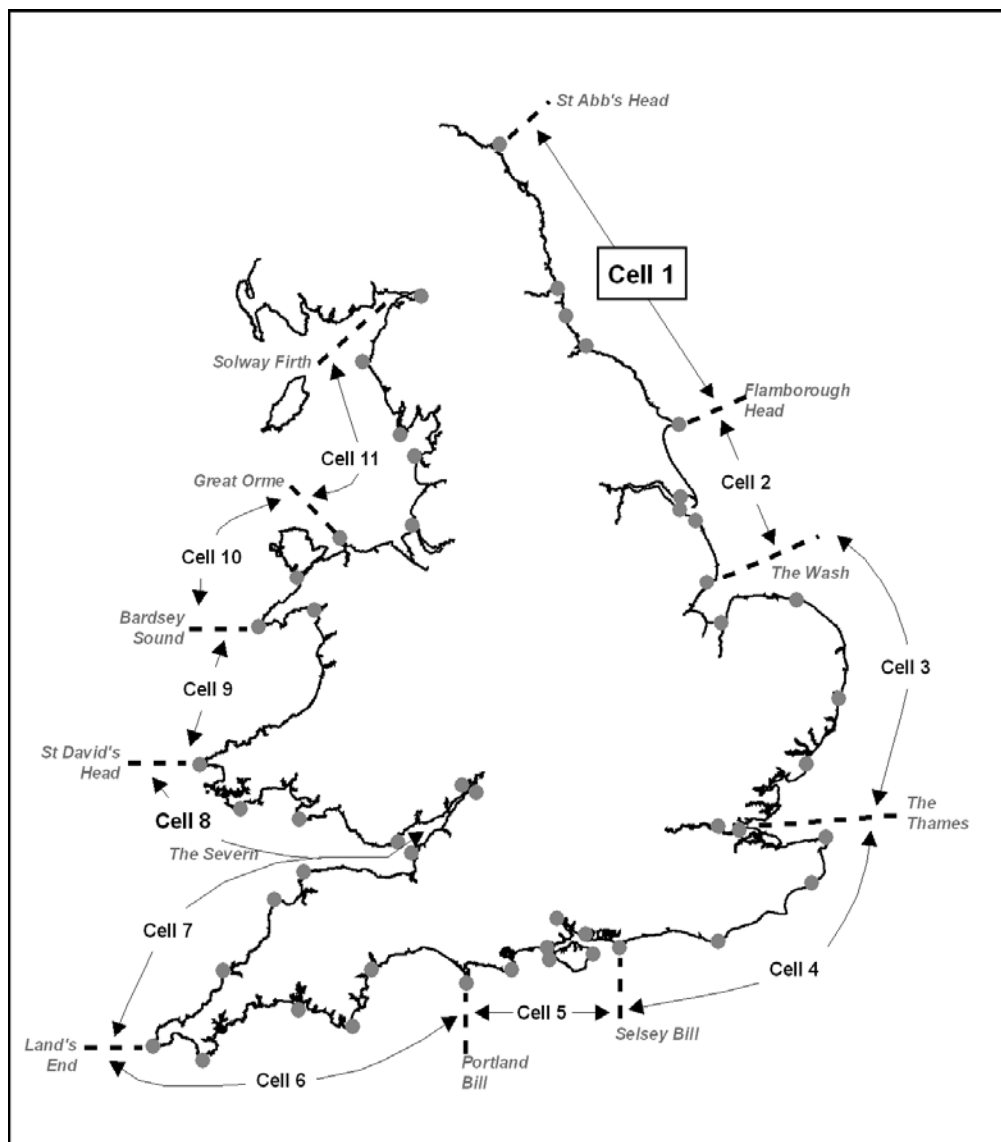 St Abb's Head
Cell 1
Solway Firth
Flamborough
Head
Cell 11
Great Orme
Cell 2
Cell 10
The Wash
Bardsey
Sound
Cell 3
Cell 9
St David's
Head
Cell 8
The Severn
The
Thames
Cell 7
Cell 4
Cell 5
Selsey Bill
Land's
End
Portland
Bill
Cell 6